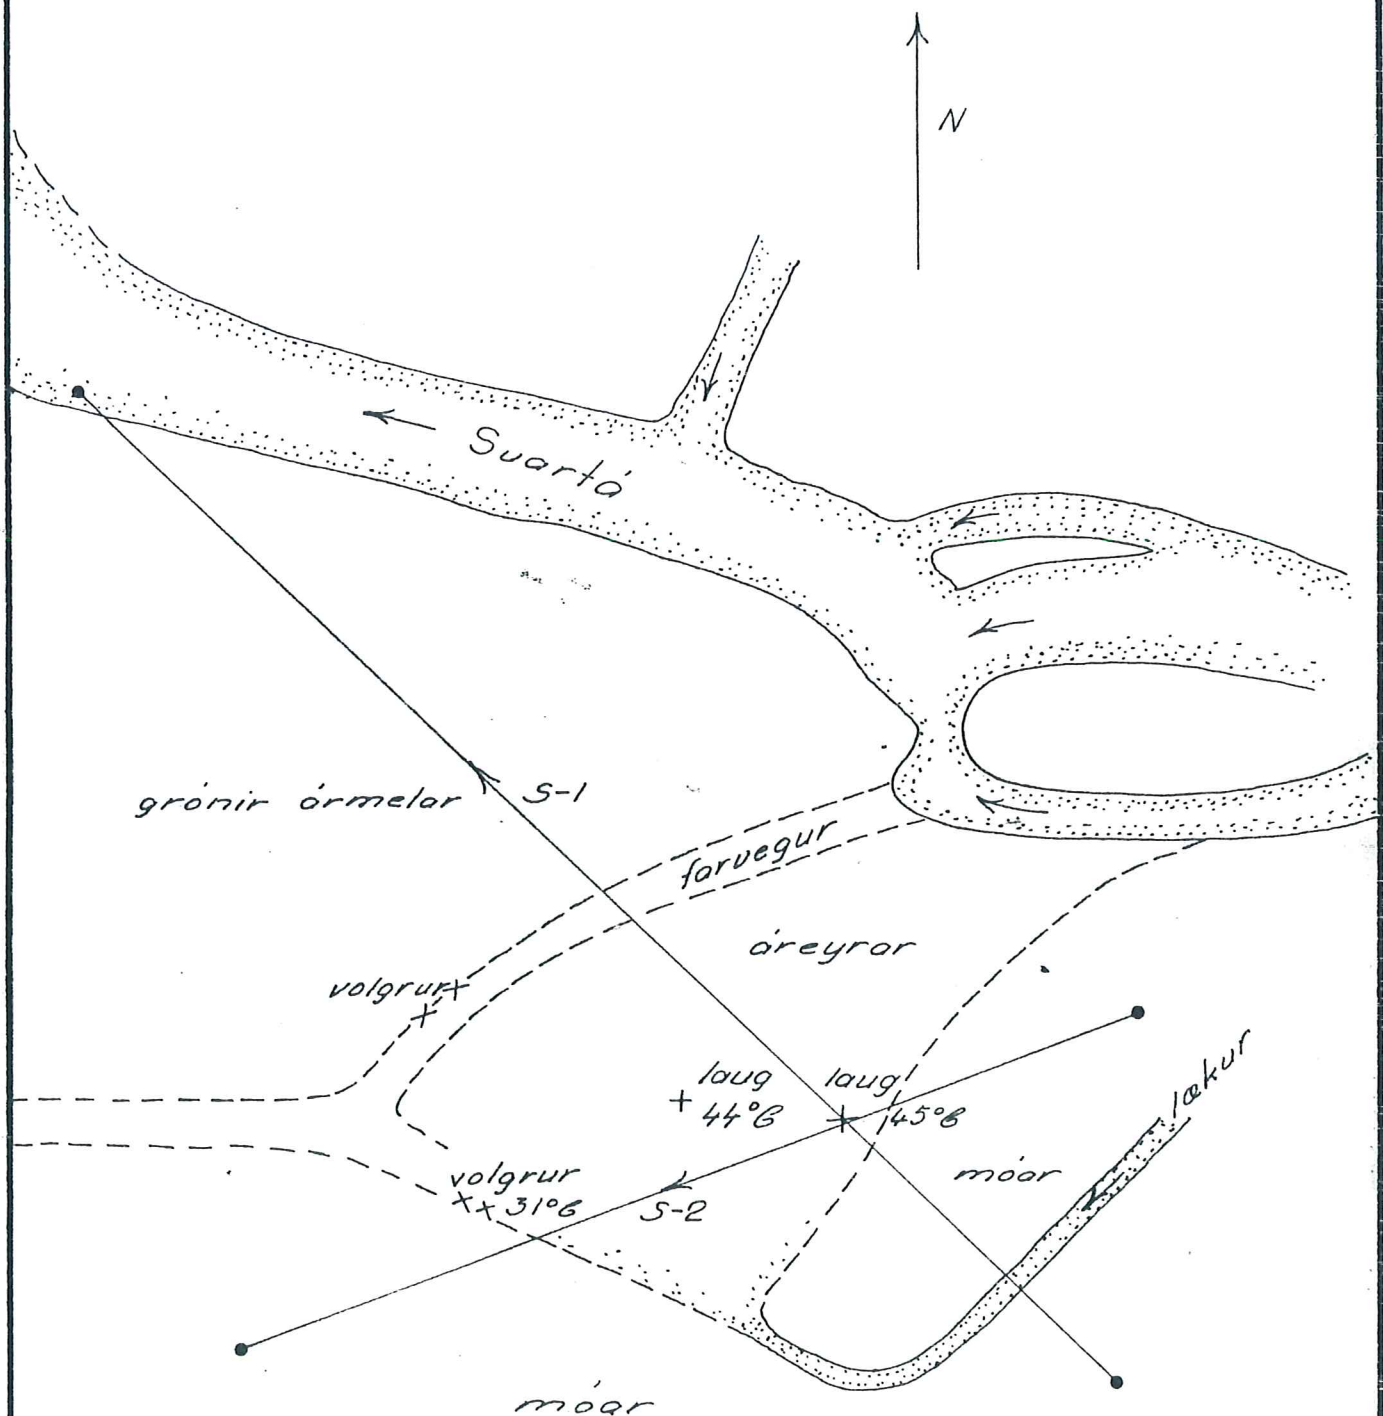 N
Svartá
grónir ármelar
S-1
farvegur
áreyrar
volgrur
laug
44°C
laug
45°C
lækur
móar
volgrur
31°C
S-2
móar